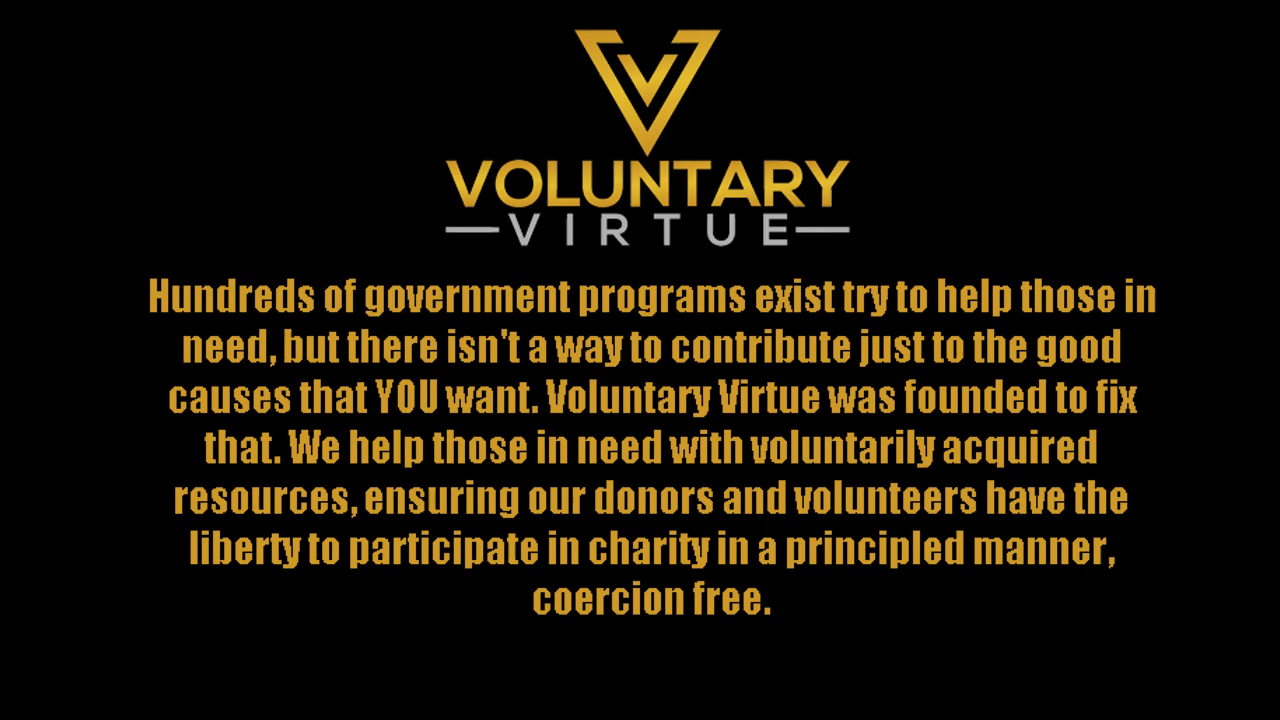 VOLUNTARY
VIRTUE
Hundreds of government programs exist try to help those in
need, but there isn't a way to contribute just to the good
causes that YOU want. Voluntary Virtue was founded to fix
that. We help those in need with voluntarily acquired
resources, ensuring our donors and volunteers have the
liberty to participate in charity in a principled manner,
coercion free.